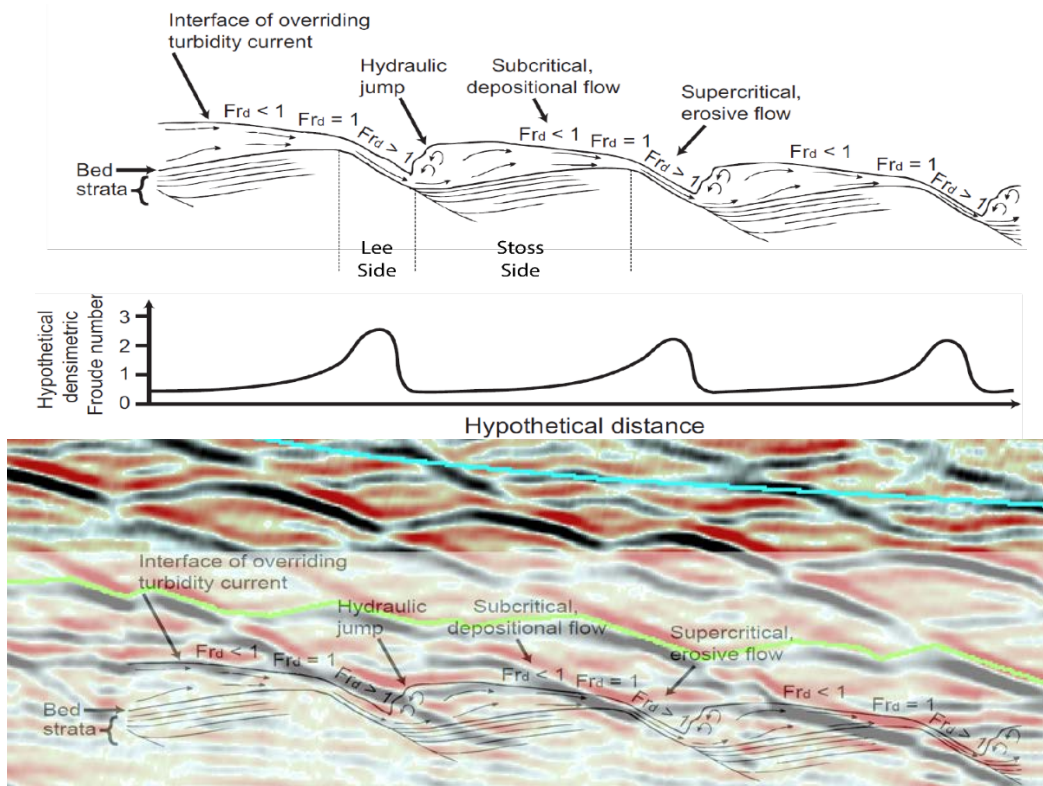 Interface of overriding
turbidity current
Hydraulic
jump
Subcritical,
depositional flow
Supercritical,
erosive flow
Frd < 1
Frd = 1
Frd > 1
Frd < 1
Frd = 1
Frd > 1
Frd < 1
Frd = 1
Frd > 1
Bed
strata
Lee
Side
Stoss
Side
Hypothetical
densimetric
Froude number
3
2
1
0
Hypothetical distance
Interface of overriding
turbidity current
Hydraulic
jump
Subcritical,
depositional flow
Supercritical,
erosive flow
Frd < 1
Frd = 1
Frd > 1
Frd < 1
Frd = 1
Frd > 1
Frd < 1
Frd = 1
Frd > 1
Bed
strata